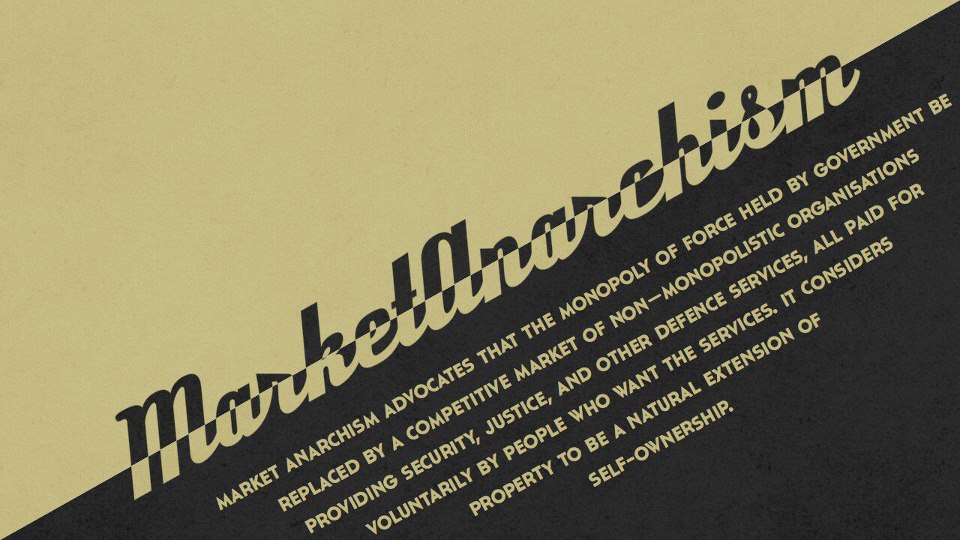 MarketAnarchism
MARKET ANARCHISM ADVOCATES THAT THE MONOPOLY OF FORCE HELD BY GOVERNMENT BE
REPLACED BY A COMPETITIVE MARKET OF NON-MONOPOLISTIC ORGANISATIONS
PROVIDING SECURITY, JUSTICE, AND OTHER DEFENCE SERVICES, ALL PAID FOR
VOLUNTARILY BY PEOPLE WHO WANT THE SERVICES. IT CONSIDERS
PROPERTY TO BE A NATURAL EXTENSION OF
SELF-OWNERSHIP.